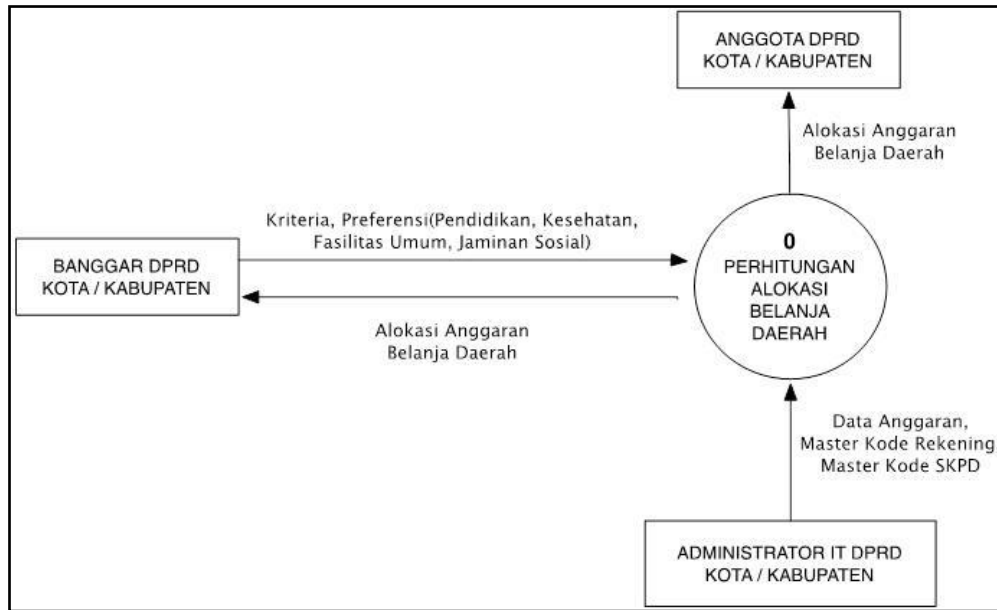 ANGGOTA DPRD
KOTA / KABUPATEN
Alokasi Anggaran
Belanja Daerah
Kriteria, Preferensi(Pendidikan, Kesehatan,
Fasilitas Umum, Jaminan Sosial)
BANGGAR DPRD
KOTA / KABUPATEN
0
PERHITUNGAN
ALOKASI
BELANJA
DAERAH
Alokasi Anggaran
Belanja Daerah
Data Anggaran,
Master Kode Rekening
Master Kode SKPD
ADMINISTRATOR IT DPRD
KOTA / KABUPATEN